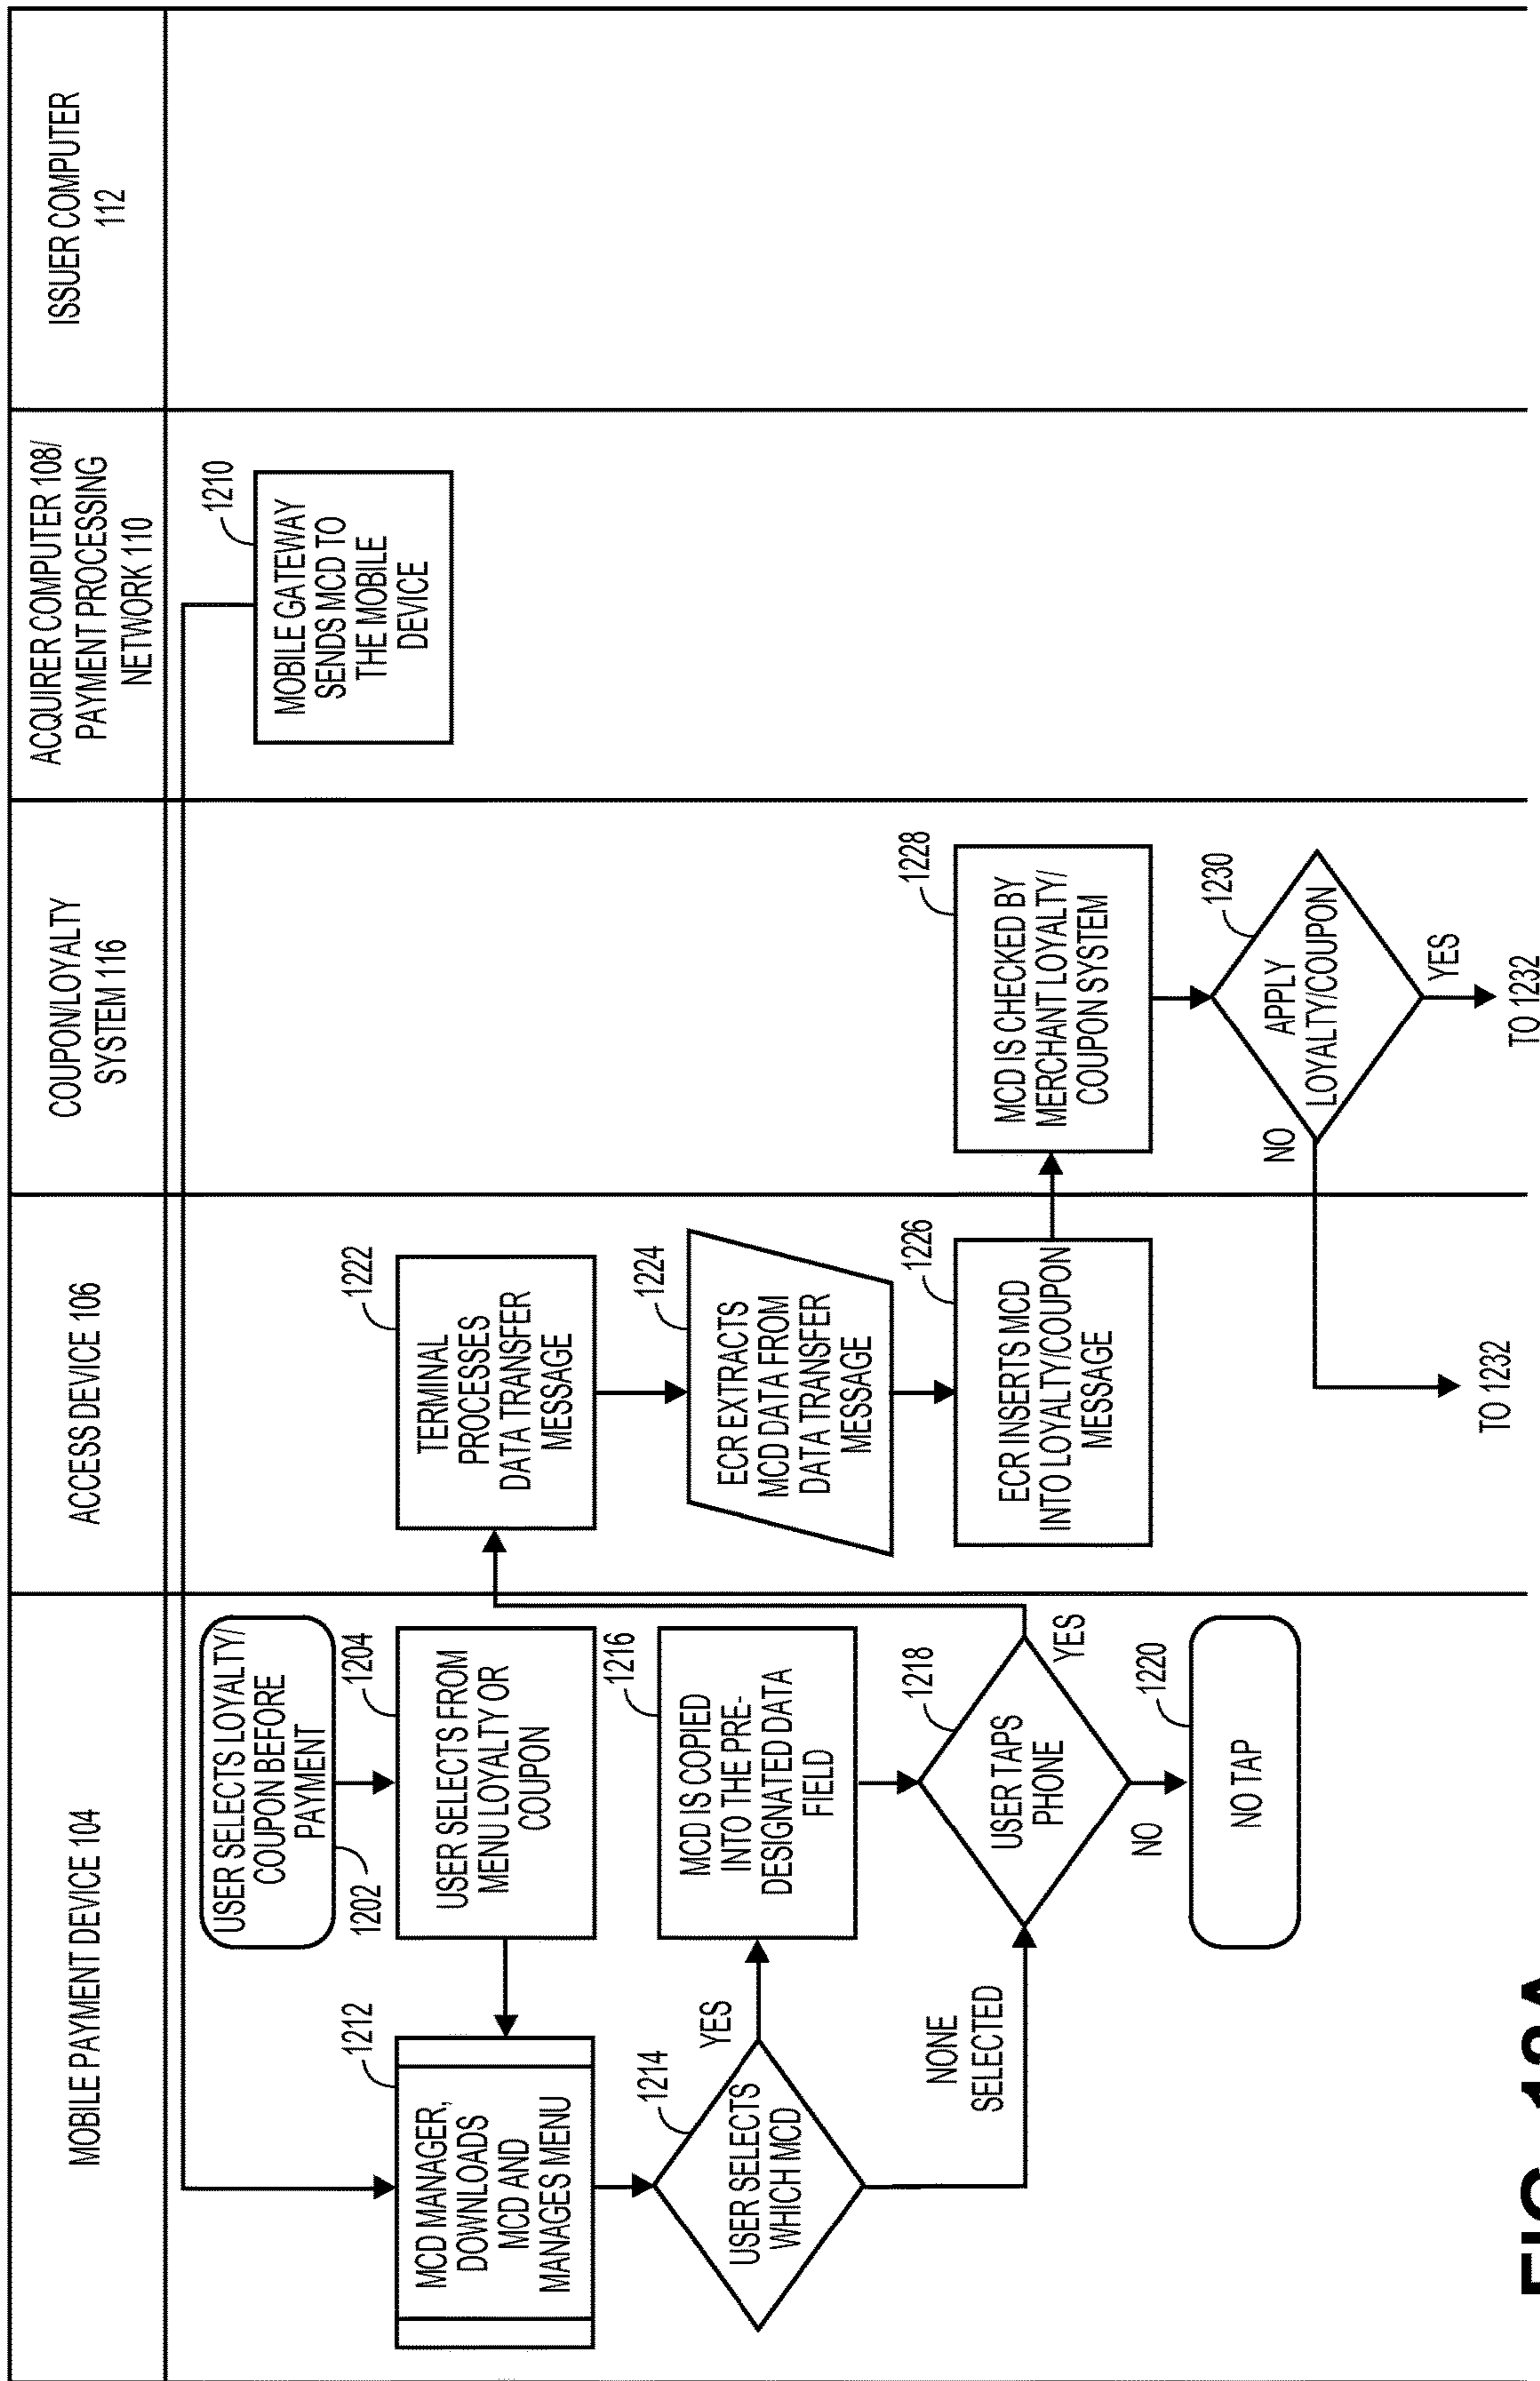 MOBILE PAYMENT DEVICE 104
ACCESS DEVICE 106
COUPON/LOYALTY
SYSTEM 116
ACQUIRER COMPUTER 108/
PAYMENT PROCESSING
NETWORK 110
ISSUER COMPUTER
112
USER SELECTS LOYALTY/
COUPON BEFORE
PAYMENT
1202
1204
USER SELECTS FROM
MENU LOYALTY OR
COUPON
1210
MOBILE GATEWAY
SENDS MCD TO
THE MOBILE
DEVICE
1212
MCD MANAGER,
DOWNLOADS
MCD AND
MANAGES MENU
1214
USER SELECTS
WHICH MCD
YES
NONE
SELECTED
1216
MCD IS COPIED
INTO THE PRE-
DESIGNATED DATA
FIELD
1218
USER TAPS
PHONE
YES
NO
1220
NO TAP
1222
TERMINAL
PROCESSES
DATA TRANSFER
MESSAGE
1224
ECR EXTRACTS
MCD DATA FROM
DATA TRANSFER
MESSAGE
1226
ECR INSERTS MCD
INTO LOYALTY/COUPON
MESSAGE
1228
MCD IS CHECKED BY
MERCHANT LOYALTY/
COUPON SYSTEM
1230
APPLY
LOYALTY/COUPON
NO
YES
TO 1232
TO 1232